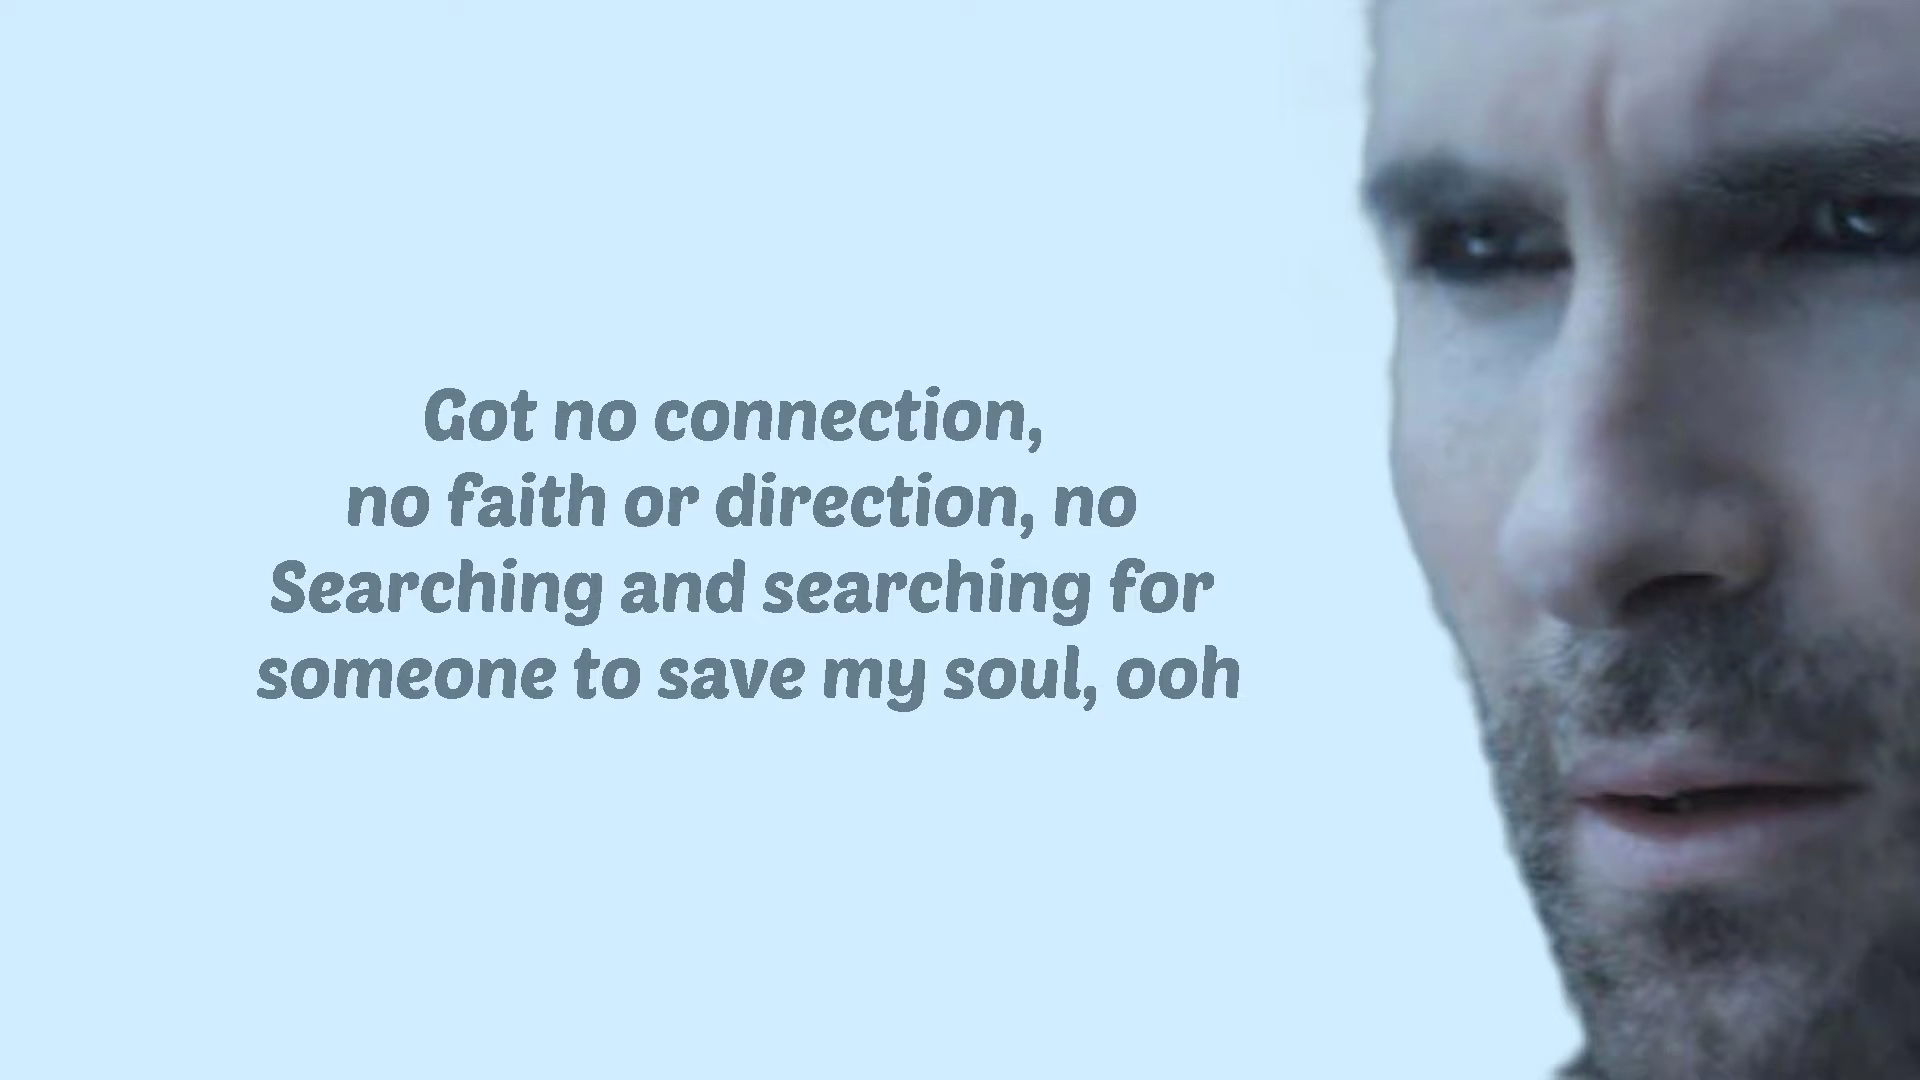 Got no connection,
no faith or direction, no
Searching and searching for
someone to save my soul, ooh